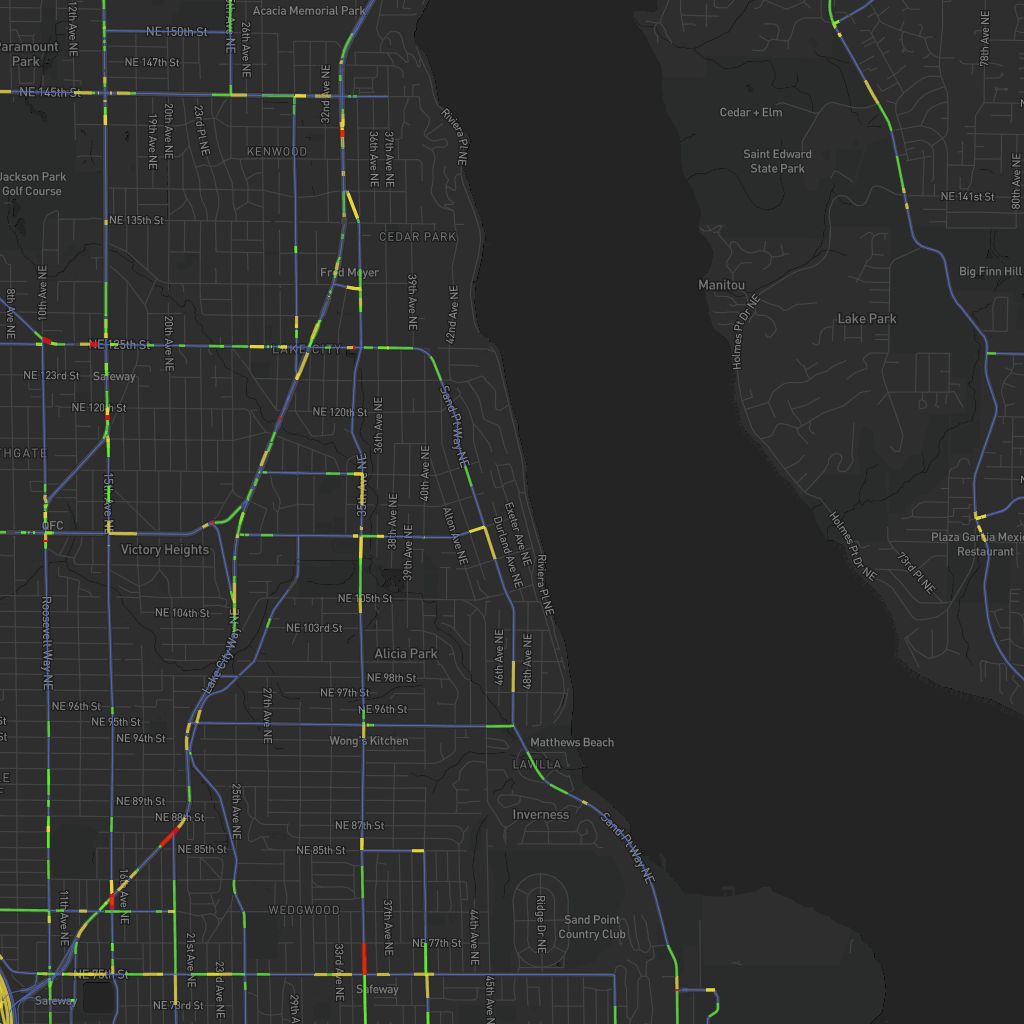 Acacia Memorial Park
12th Ave NE
26th Ave NE
78th Ave NE
NE 150th St
Paramount
Park
NE 147th St
32nd Ave NE
NE 145th St
20th Ave NE
19th Ave NE
23rd Pl NE
36th Ave NE
37th Ave NE
Riviera Pl NE
Cedar + Elm
KENWOOD
Saint Edward
State Park
80th Ave NE
Jackson Park
Golf Course
NE 141st St
NE 135th St
CEDAR PARK
Fred Meyer
Big Finn Hill
10th Ave NE
8th Ave NE
39th Ave NE
42nd Ave NE
Manitou
Holmes Pt Dr NE
Lake Park
20th Ave NE
NE 125th St
LAKE CITY
NE 123rd St
Safeway
NE 120th St
NE 120th St
36th Ave NE
Sand Pt Way NE
THGATE
40th Ave NE
35th Ave NE
15th Ave NE
38th Ave NE
39th Ave NE
Alton Ave NE
Exeter Ave NE
Durland Ave NE
QFC
Victory Heights
Holmes Pt Dr NE
Plaza Garcia Mexic
Restaurant
73rd Pl NE
Riviera Pl NE
Roosevelt Way NE
NE 105th St
NE 104th St
NE 103rd St
Lake City Way NE
Alicia Park
46th Ave NE
48th Ave NE
NE 98th St
NE 97th St
27th Ave NE
NE 96th St
NE 96th St
NE 95th St
NE 94th St
Wong's Kitchen
Matthews Beach
LAVILLA
25th Ave NE
NE 89th St
NE 88th St
Inverness
NE 87th St
NE 85th St
NE 85th St
Sand Pt Way NE
16th Ave NE
11th Ave NE
WEDGWOOD
37th Ave NE
44th Ave NE
Ridge Dr NE
Sand Point
Country Club
21st Ave NE
23rd Ave NE
33rd Ave NE
NE 77th St
NE 75th St
Safeway
45th Ave NE
Safeway
NE 73rd St
29th A